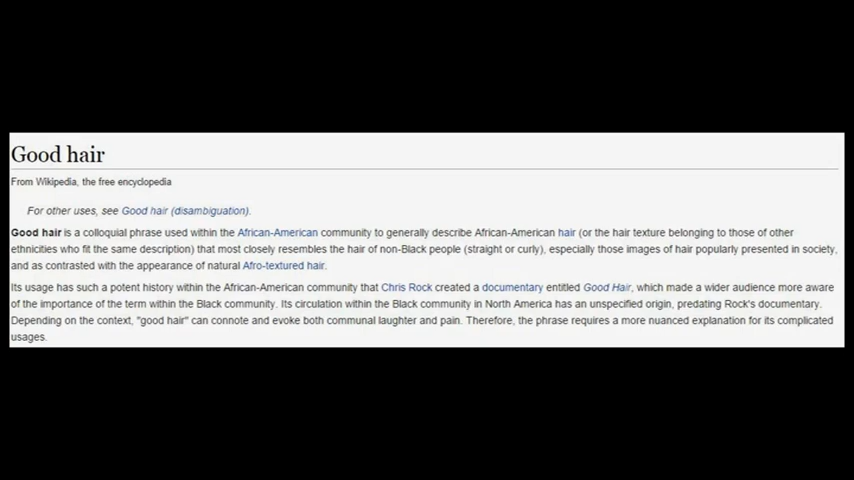 Good hair
From Wikipedia, the free encyclopedia
For other uses, see Good hair (disambiguation).
Good hair is a colloquial phrase used within the African-American community to generally describe African-American hair (or the hair texture belonging to those of other
ethnicities who fit the same description) that most closely resembles the hair of non-Black people (straight or curly), especially those images of hair popularly presented in society,
and as contrasted with the appearance of natural Afro-textured hair.
Its usage has such a potent history within the African-American community that Chris Rock created a documentary entitled Good Hair, which made a wider audience more aware
of the importance of the term within the Black community. Its circulation within the Black community in North America has an unspecified origin, predating Rock's documentary.
Depending on the context, "good hair" can connote and evoke both communal laughter and pain. Therefore, the phrase requires a more nuanced explanation for its complicated
usages.